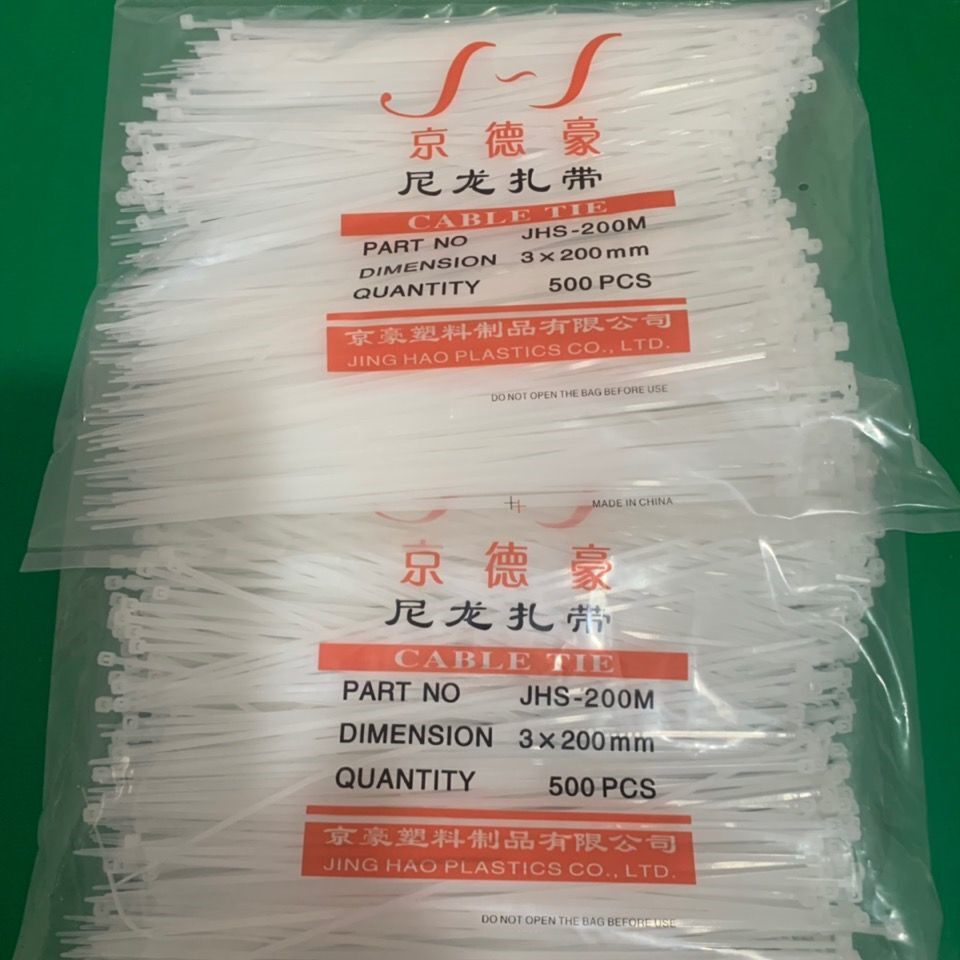 京德豪
尼龙扎带
CABLE TIE
PART NO JHS-200M
DIMENSION 3×200mm
QUANTITY 500 PCS
京豪塑料制品有限公司
JING HAO PLASTICS CO., LTD.
DO NOT OPEN THE BAG BEFORE USE
MADE IN CHINA
京德豪
尼龙扎带
CABLE TIE
PART NO JHS-200M
DIMENSION 3×200mm
QUANTITY 500 PCS
京豪塑料制品有限公司
JING HAO PLASTICS CO., LTD.
DO NOT OPEN THE BAG BEFORE USE